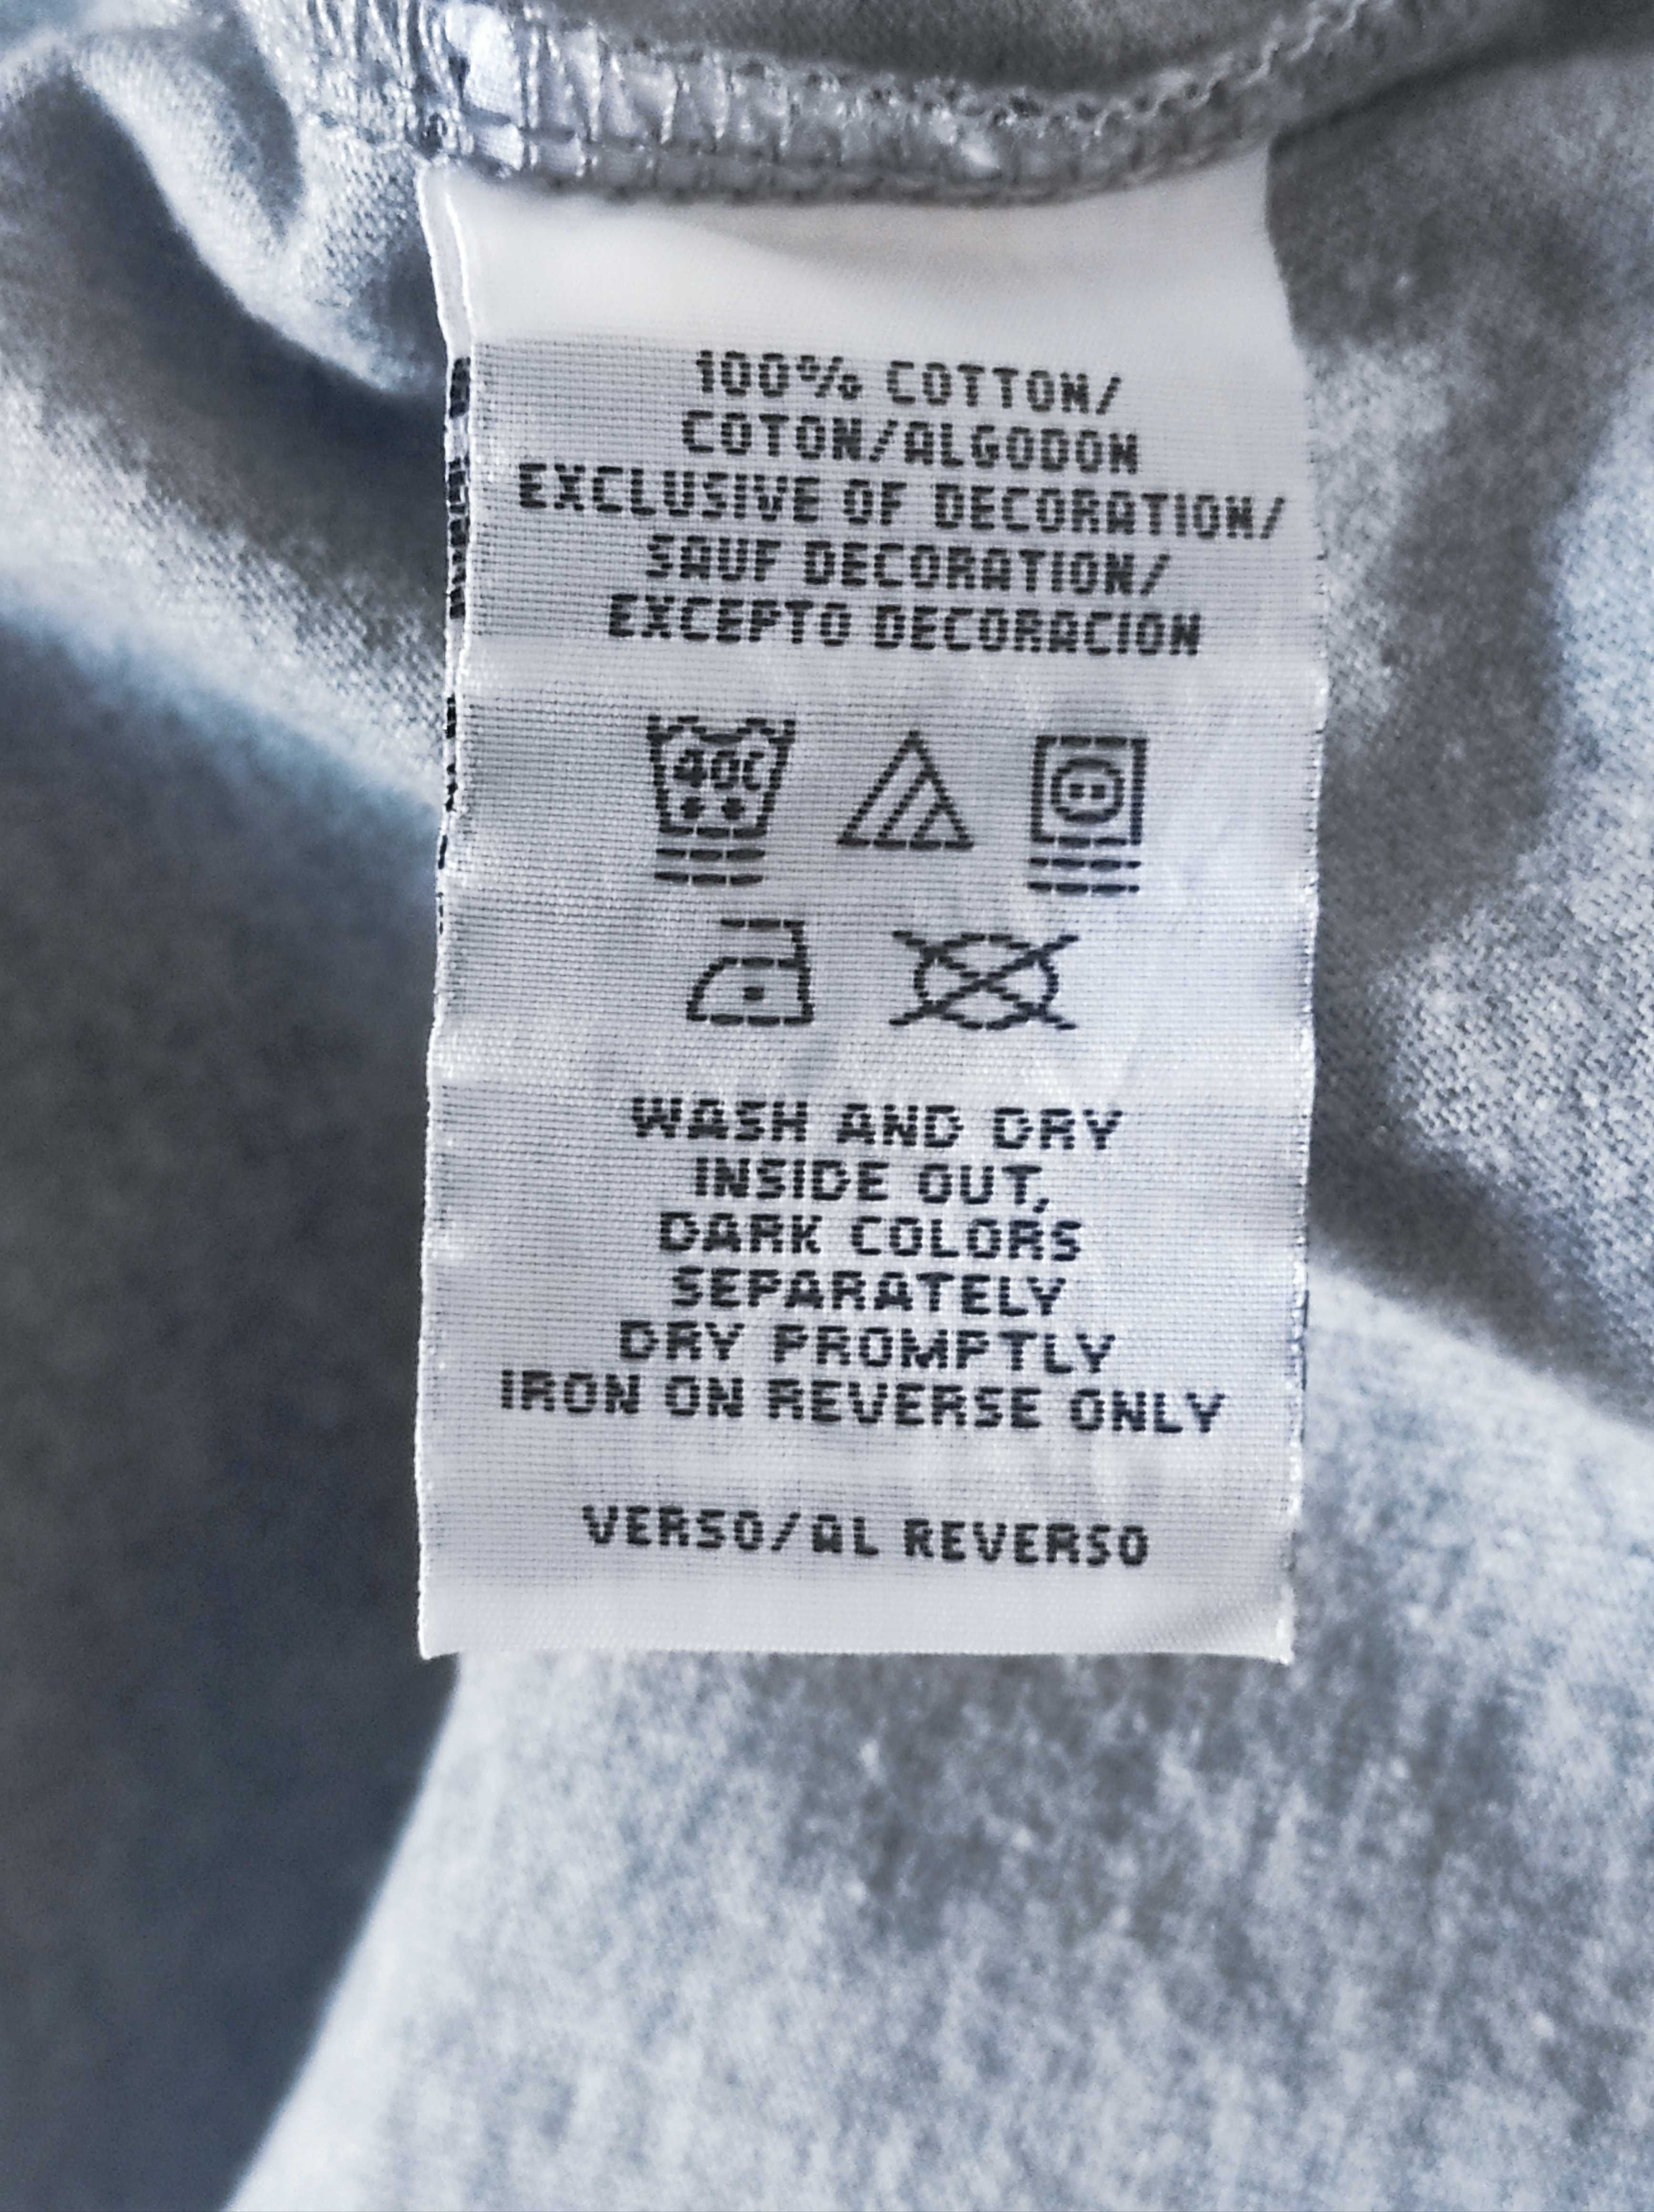 100% COTTON/
COTON/ALGODON
EXCLUSIVE OF DECORATION/
SAUF DECORATION/
EXCEPTO DECORACION
40C
WASH AND DRY
INSIDE OUT,
DARK COLORS
SEPARATELY
DRY PROMPTLY
IRON ON REVERSE ONLY
VERSO/AL REVERSO